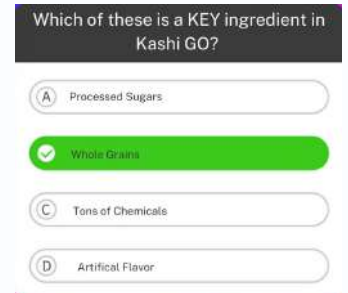 Which of these is a KEY ingredient in
Kashi GO?
A Processed Sugars
Whole Grains
C Tons of Chemicals
D Artifical Flavor